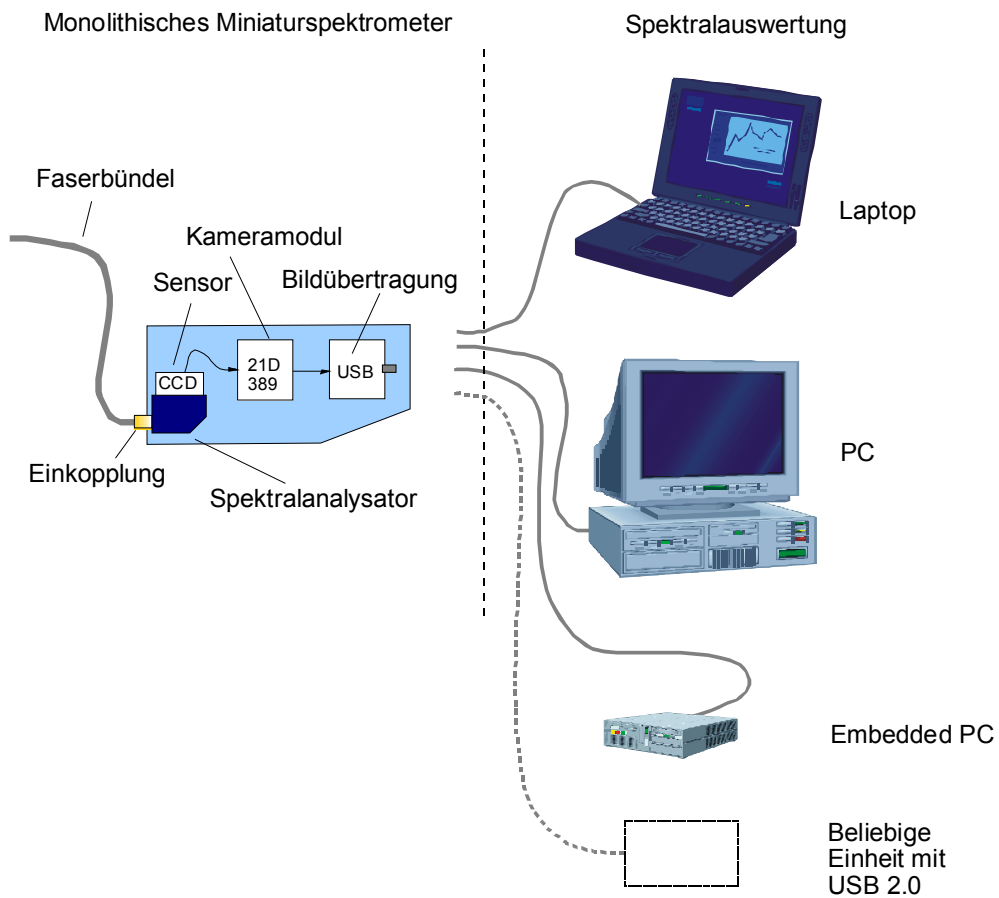 Monolithisches Miniaturspektrometer
Spektralauswertung
Faserbündel
Kameramodul
Sensor
Bildübertragung
CCD
21D
389
USB
Einkopplung
Spektralanalysator
Laptop
PC
Embedded PC
Beliebige
Einheit mit
USB 2.0